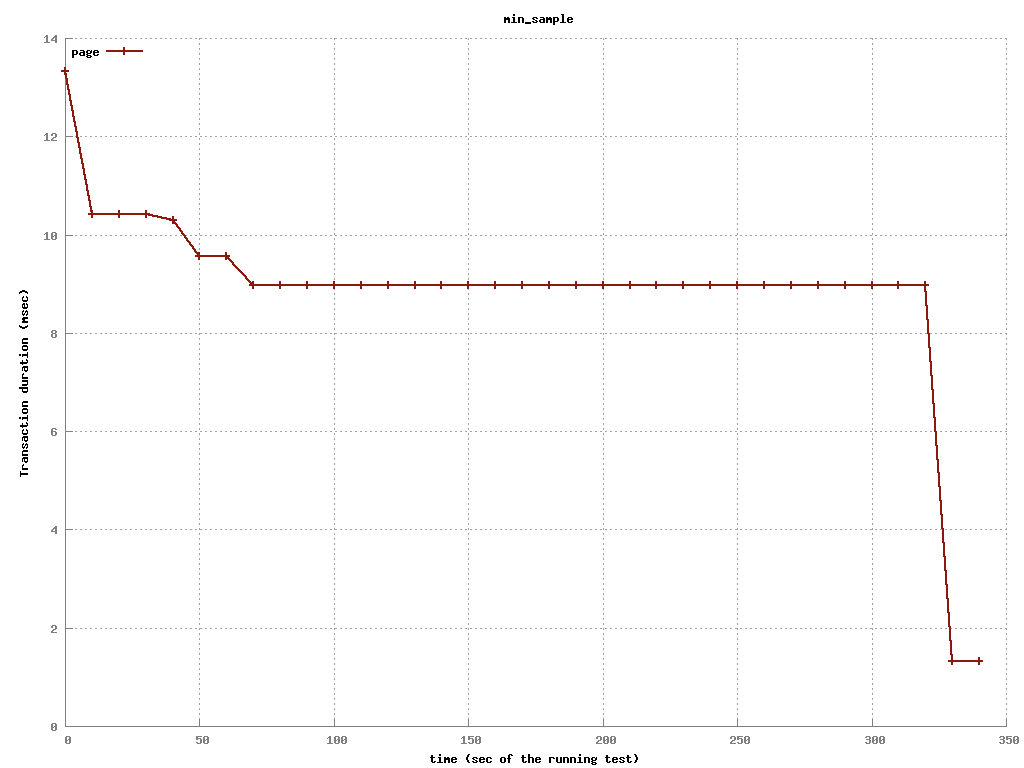 min_sample
page
14
12
10
8
6
4
2
0
Transaction duration (msec)
0 50 100 150 200 250 300 350
time (sec of the running test)